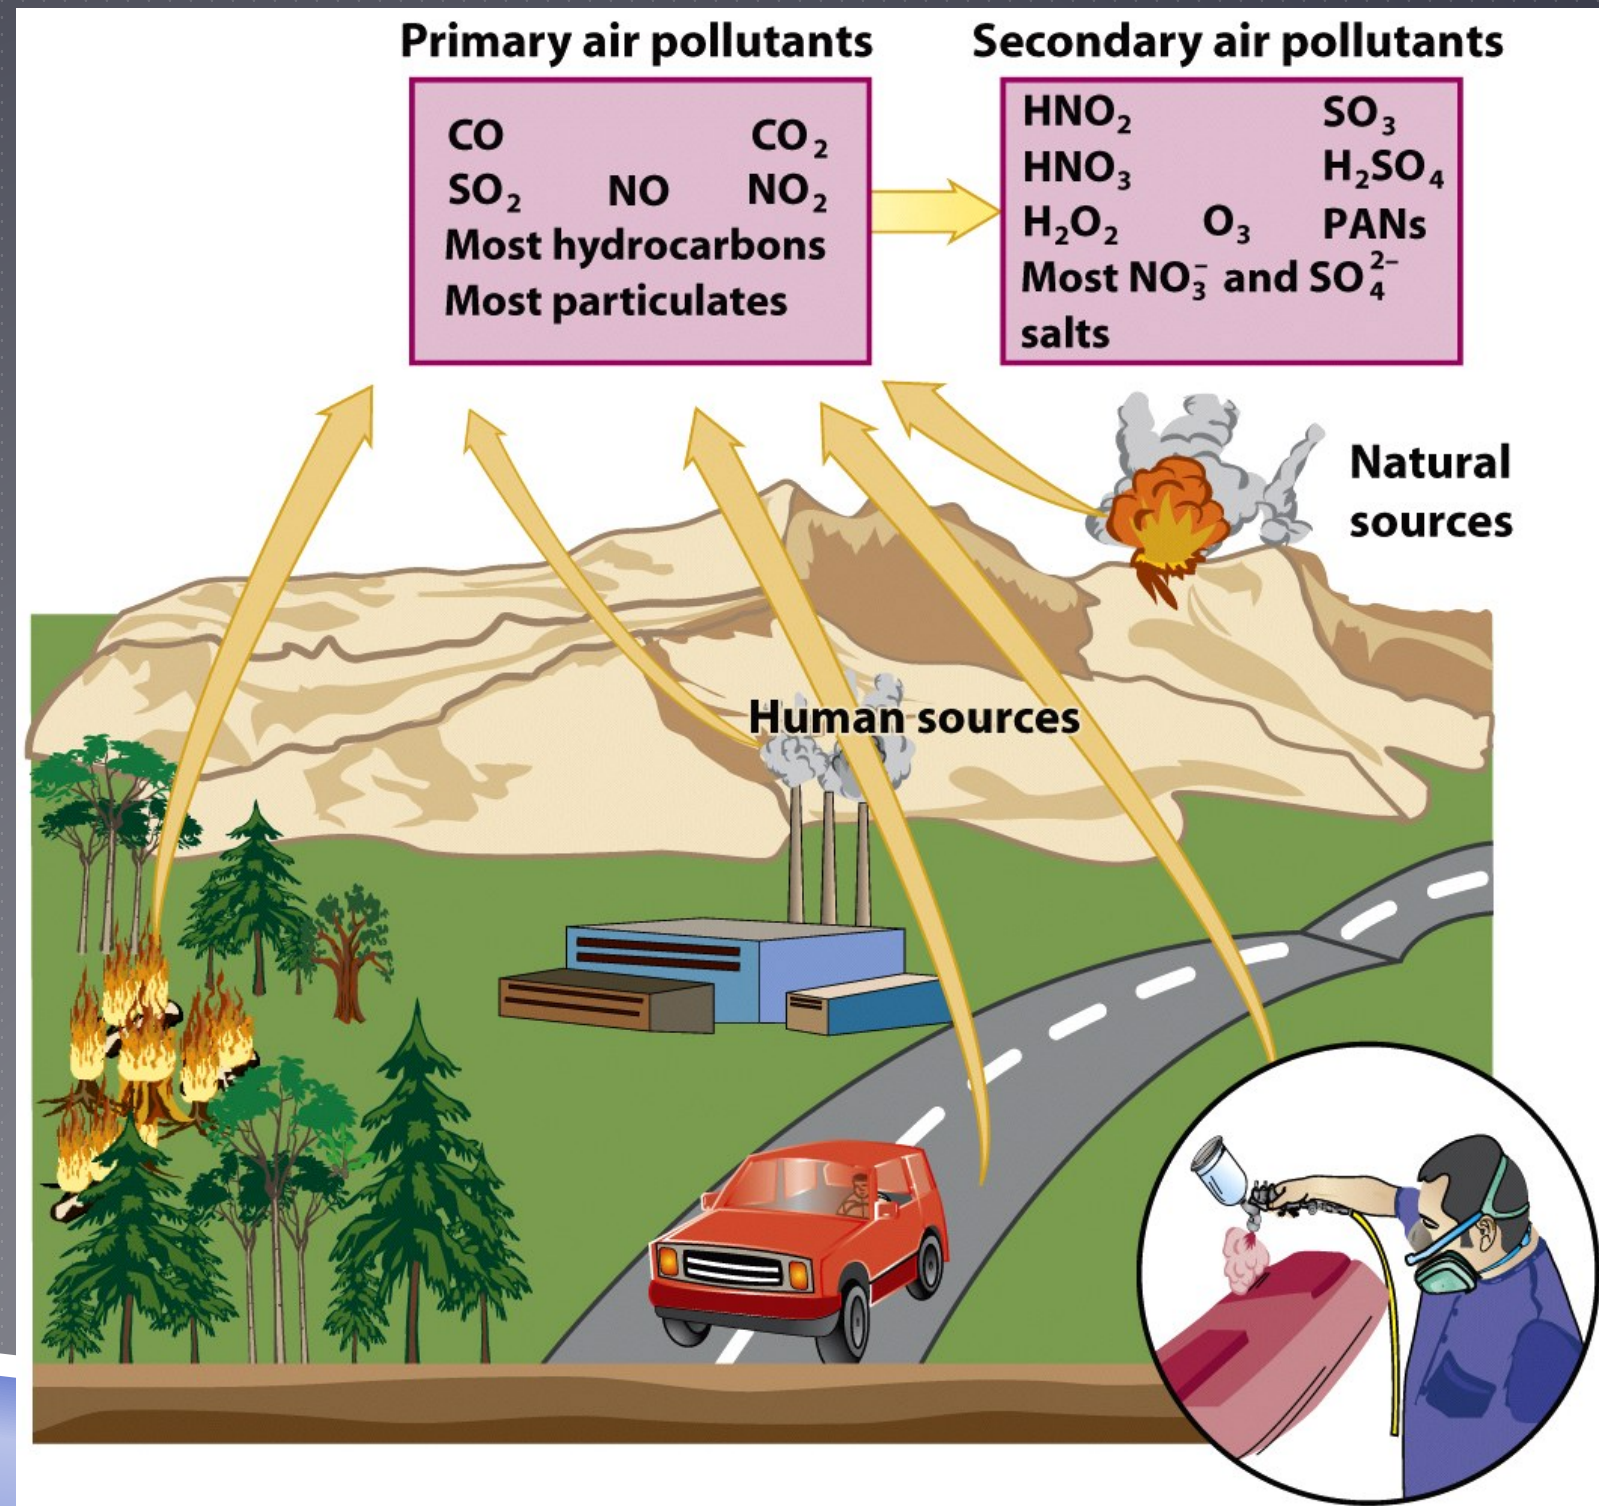 Primary air pollutants
CO CO₂
SO₂ NO NO₂
Most hydrocarbons
Most particulates
Secondary air pollutants
HNO₂ SO₃
HNO₃ H₂SO₄
H₂O₂ O₃ PANs
Most NO₃⁻ and SO₄²⁻
salts
Natural
sources
Human sources